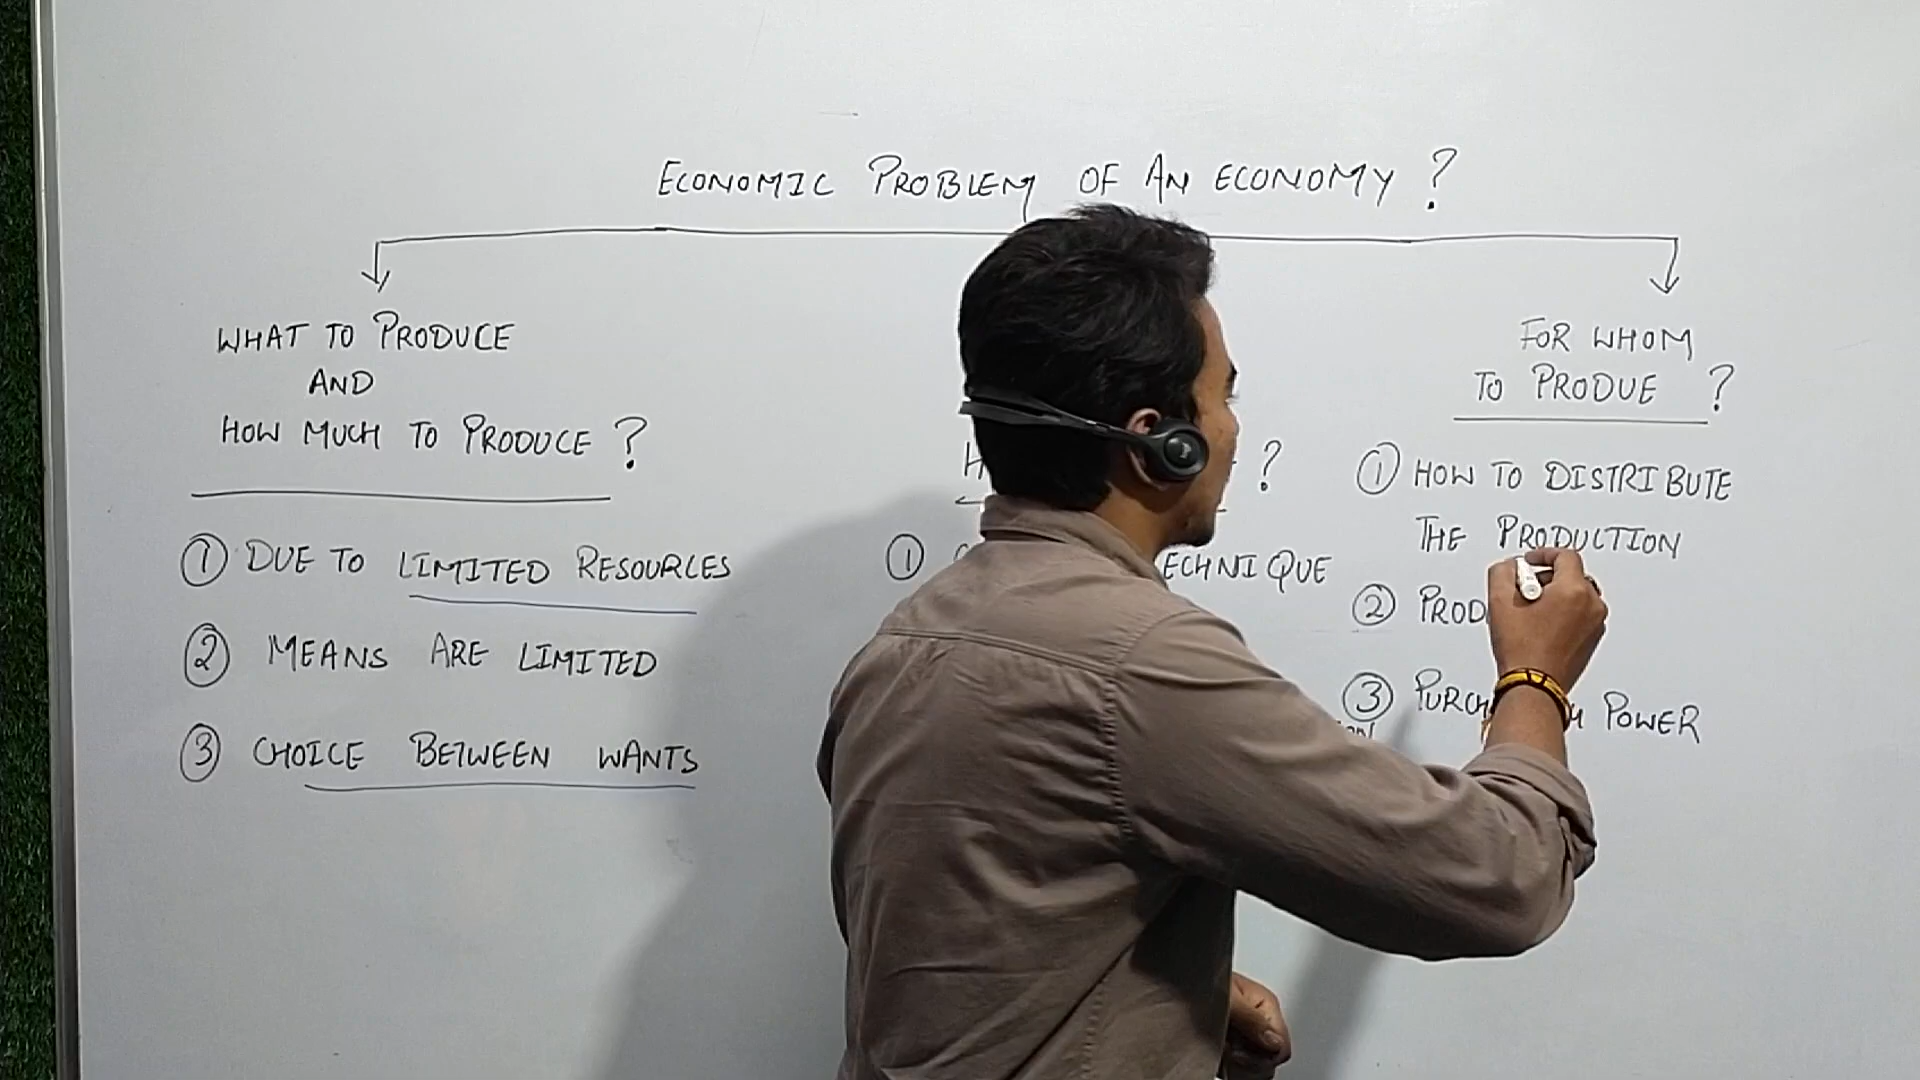 ECONOMIC PROBLEM OF AN ECONOMY ?
WHAT TO PRODUCE
AND
HOW MUCH TO PRODUCE ?
① DUE TO LIMITED RESOURCES
② MEANS ARE LIMITED
③ CHOICE BETWEEN WANTS
?
①
FOR WHOM
TO PRODUE ?
① HOW TO DISTRIBUTE
THE PRODUCTION
②
③ POWER